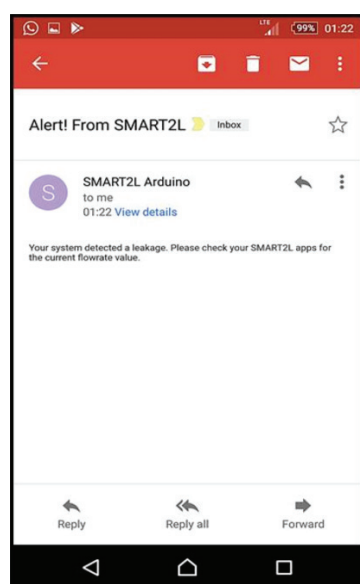 LTE 99% 01:22
Alert! From SMART2L Inbox
S SMART2L Arduino
to me
01:22 View details
Your system detected a leakage. Please check your SMART2L apps for
the current flowrate value.
Reply Reply all Forward